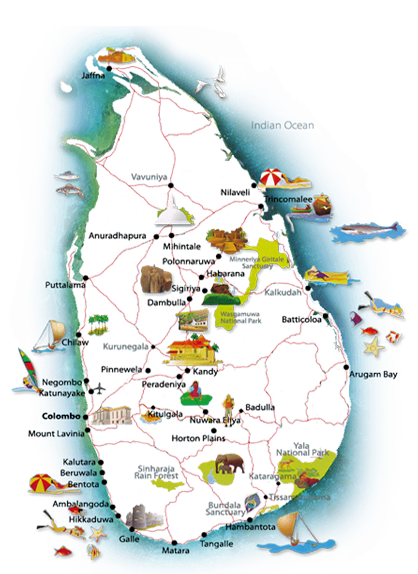 Jaffna
Indian Ocean
Vavuniya
Nilaveli
Trincomalee
Anuradhapura
Mihintale
Polonnaruwa
Minneriya Giritale
Sanctuary
Habarana
Puttalama
Sigiriya
Kalkudah
Dambulla
Wasgamuwa
National Park
Batticoloa
Chilaw
Kurunegala
Pinnewela
Kandy
Arugam Bay
Negombo
Peradeniya
Katunayake
Colombo
Kitulgala
Badulla
Nuwara Eliya
Mount Lavinia
Horton Plains
Yala
National Park
Kalutara
Sinharaja
Rain Forest
Beruwala
Kataragama
Bentota
Tissamaharama
Ambalangoda
Bundala
Sanctuary
Hikkaduwa
Hambantota
Galle
Tangalle
Matara